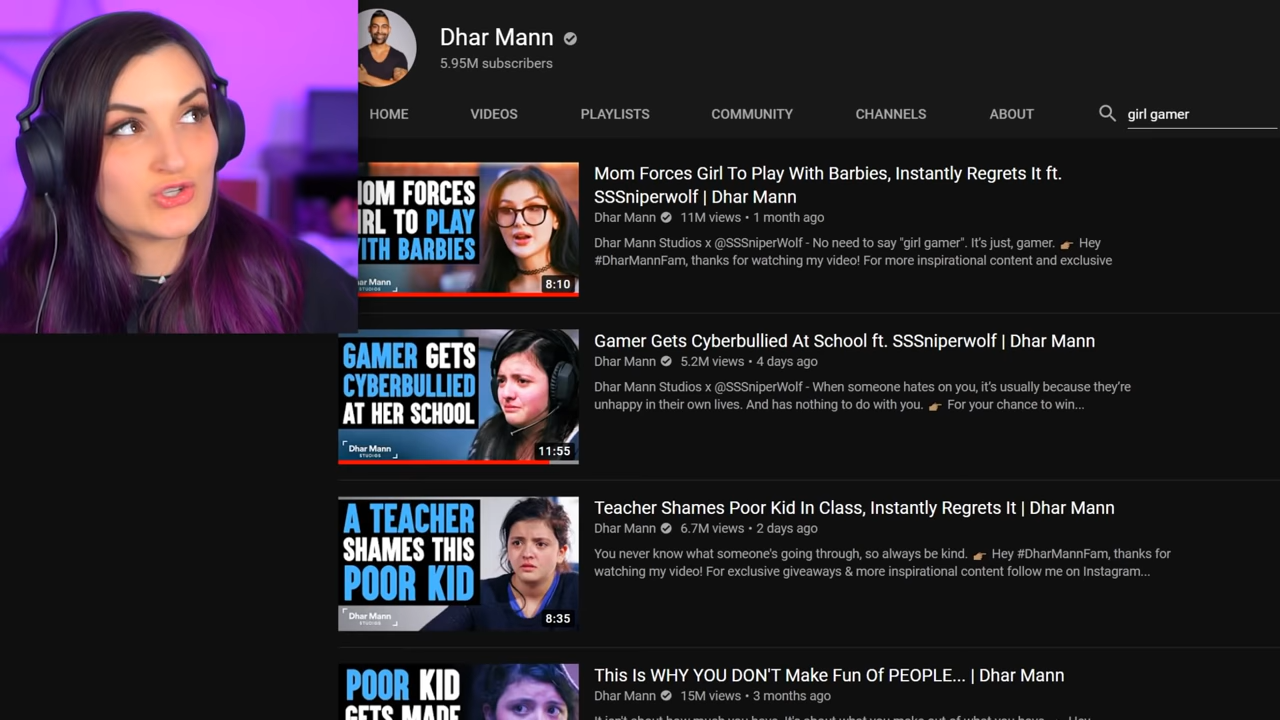 Dhar Mann
5.95M subscribers
HOME VIDEOS PLAYLISTS COMMUNITY CHANNELS ABOUT girl gamer
MOM FORCES
GIRL TO PLAY
WITH BARBIES
Dhar Mann
STUDIOS
8:10
Mom Forces Girl To Play With Barbies, Instantly Regrets It ft.
SSSniperwolf | Dhar Mann
Dhar Mann 11M views • 1 month ago
Dhar Mann Studios x @SSSniperWolf - No need to say "girl gamer". It's just, gamer. 👉🏽 Hey
#DharMannFam, thanks for watching my video! For more inspirational content and exclusive
GAMER GETS
CYBERBULLIED
AT HER SCHOOL
Dhar Mann
STUDIOS
11:55
Gamer Gets Cyberbullied At School ft. SSSniperwolf | Dhar Mann
Dhar Mann 5.2M views • 4 days ago
Dhar Mann Studios x @SSSniperWolf - When someone hates on you, it's usually because they're
unhappy in their own lives. And has nothing to do with you. 👉🏽 For your chance to win...
A TEACHER
SHAMES THIS
POOR KID
Dhar Mann
STUDIOS
8:35
Teacher Shames Poor Kid In Class, Instantly Regrets It | Dhar Mann
Dhar Mann 6.7M views • 2 days ago
You never know what someone's going through, so always be kind. 👉🏽 Hey #DharMannFam, thanks for
watching my video! For exclusive giveaways & more inspirational content follow me on Instagram...
POOR KID
GETS MADE
This Is WHY YOU DON'T Make Fun Of PEOPLE... | Dhar Mann
Dhar Mann 15M views • 3 months ago